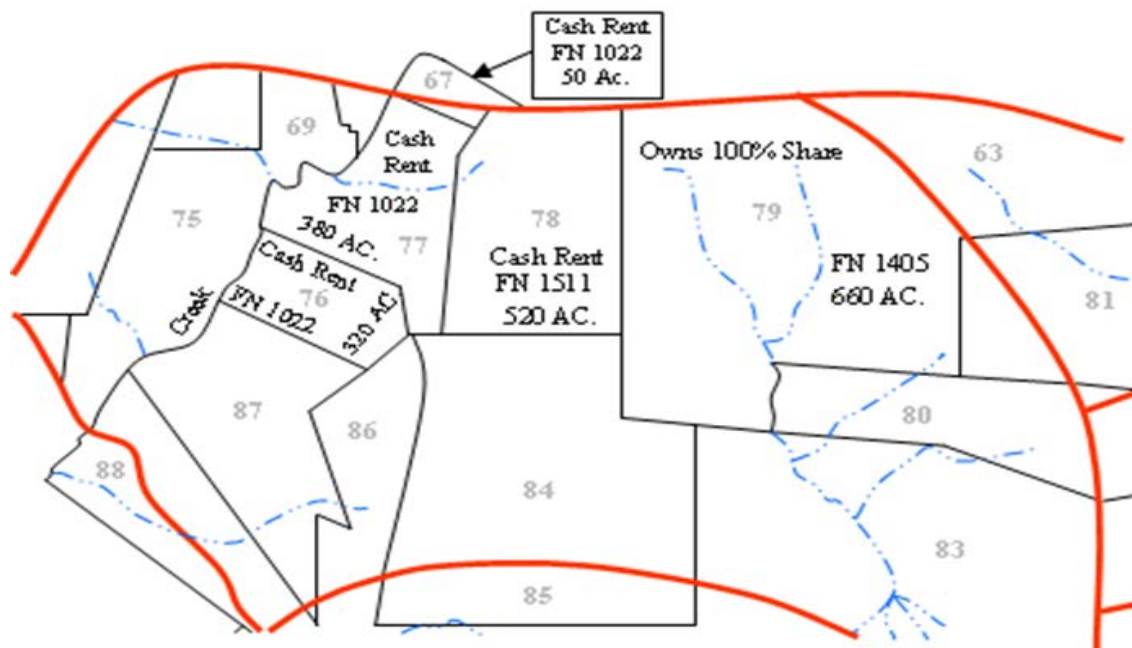 Cash Rent
FN 1022
50 Ac.
67
69
Cash
Rent
FN 1022
380 AC.
77
75
78
Cash Rent
FN 1511
520 AC.
Owns 100% Share
79
FN 1405
660 AC.
63
81
Cash Rent
76
FN 1022
320 AC.
Creek
87
86
80
88
84
83
85